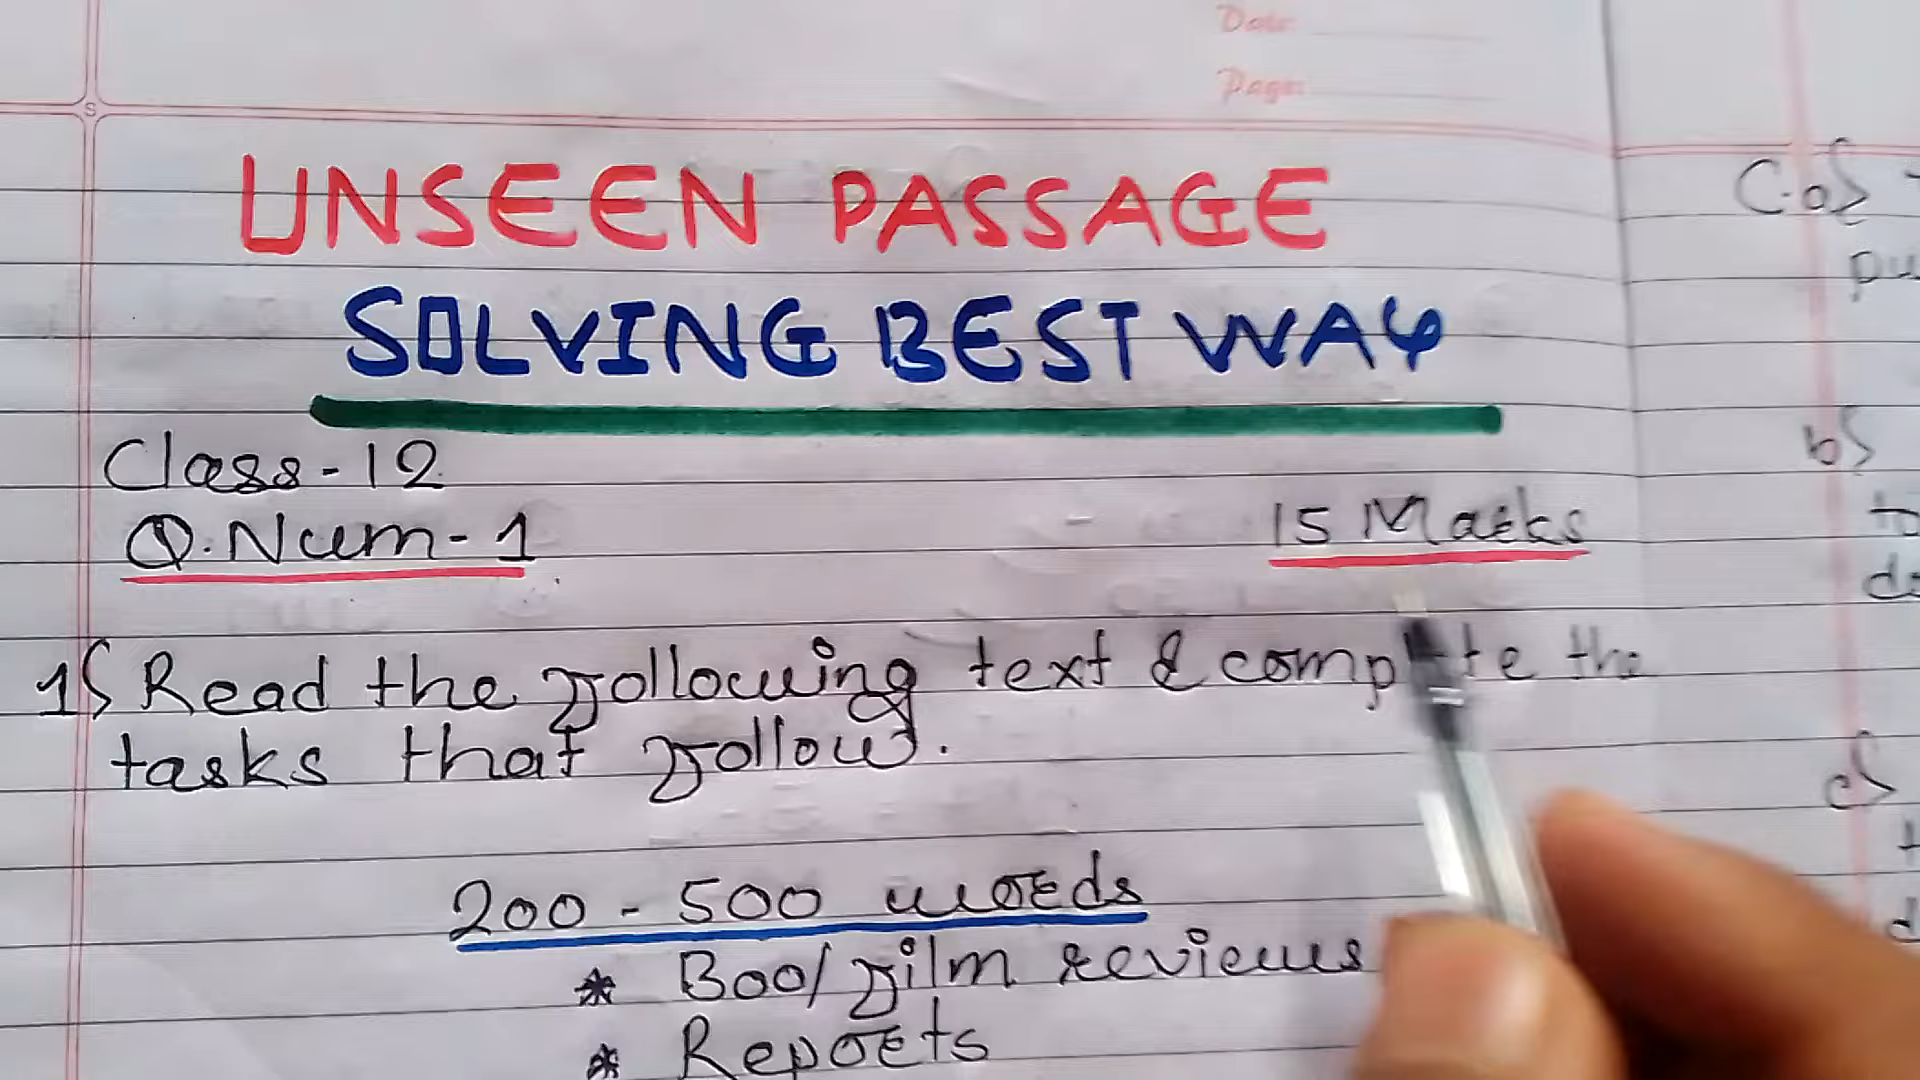 Date
Page:
UNSEEN PASSAGE
SOLVING BEST WAY
Class-12
Q.Num-1
15 Marks
1) Read the following text & complete the
tasks that follow.
200 - 500 words
* Boo/film reviews
* Reports
C.a)
b)
to
c)